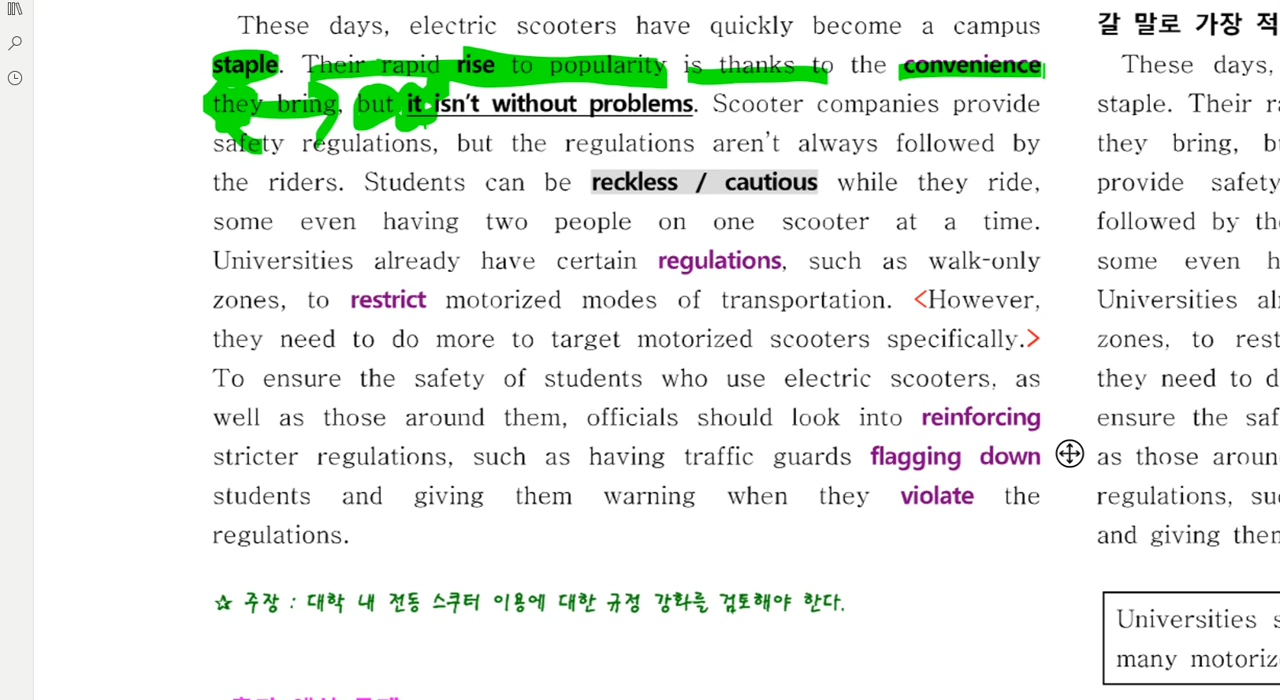 These days, electric scooters have quickly become a campus
staple. Their rapid rise to popularity is thanks to the convenience
they bring, but it isn't without problems. Scooter companies provide
safety regulations, but the regulations aren't always followed by
the riders. Students can be reckless / cautious while they ride,
some even having two people on one scooter at a time.
Universities already have certain regulations, such as walk-only
zones, to restrict motorized modes of transportation. <However,
they need to do more to target motorized scooters specifically.>
To ensure the safety of students who use electric scooters, as
well as those around them, officials should look into reinforcing
stricter regulations, such as having traffic guards flagging down
students and giving them warning when they violate the
regulations.
☆ 주장 : 대학 내 전동 스쿠터 이용에 대한 규정 강화를 검토해야 한다.
갈 말로 가장
These days,
staple. Their
they bring,
provide safety
followed by
some even
Universities
zones, to
they need to
ensure the
as those
regulations,
and giving
Universities
many